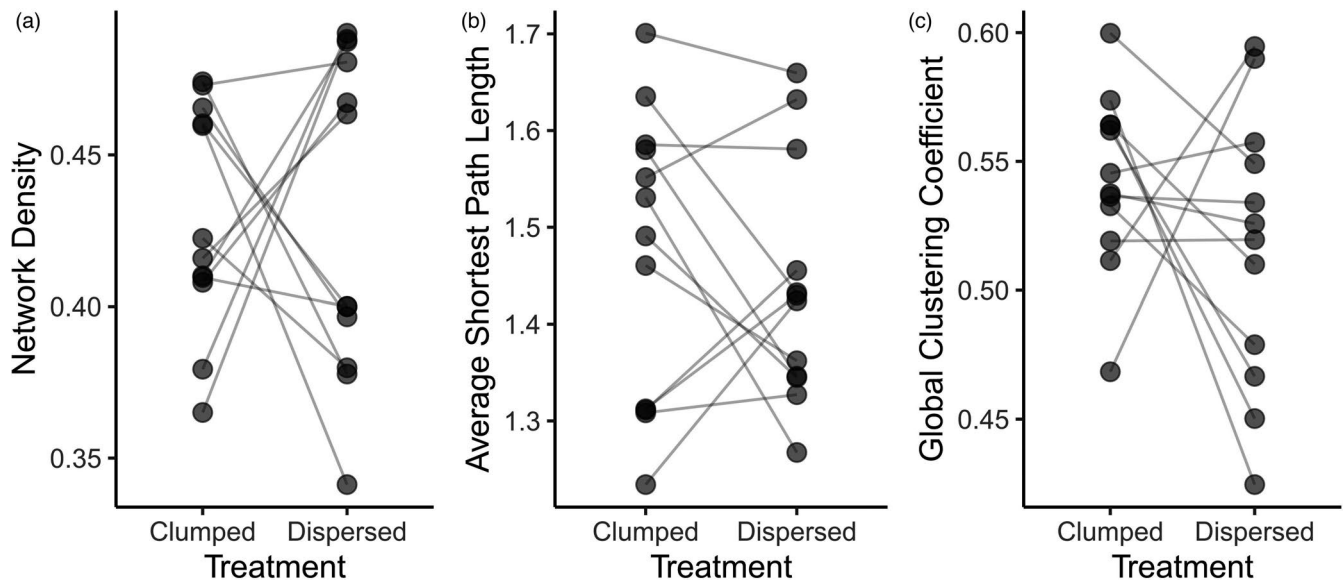 (a)
Network Density
0.45
0.40
0.35
Clumped Dispersed
Treatment
(b)
Average Shortest Path Length
1.7
1.6
1.5
1.4
1.3
Clumped Dispersed
Treatment
(c)
Global Clustering Coefficient
0.60
0.55
0.50
0.45
Clumped Dispersed
Treatment